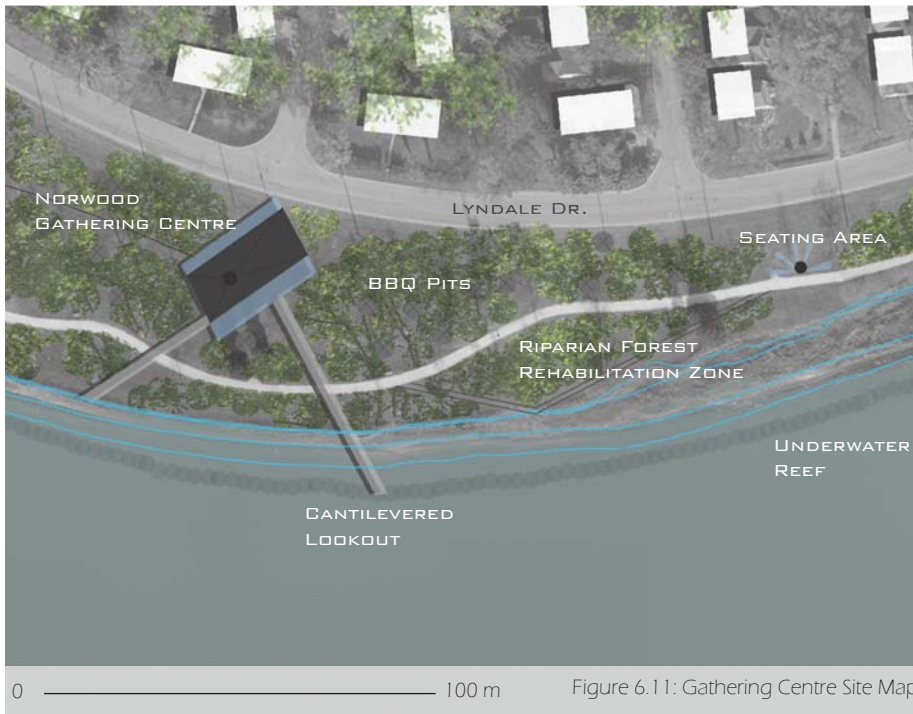 Norwood
Gathering Centre
Lyndale Dr.
Seating Area
BBQ Pits
Riparian Forest
Rehabilitation Zone
Underwater
Reef
Cantilevered
Lookout
0 100 m
Figure 6.11: Gathering Centre Site Map